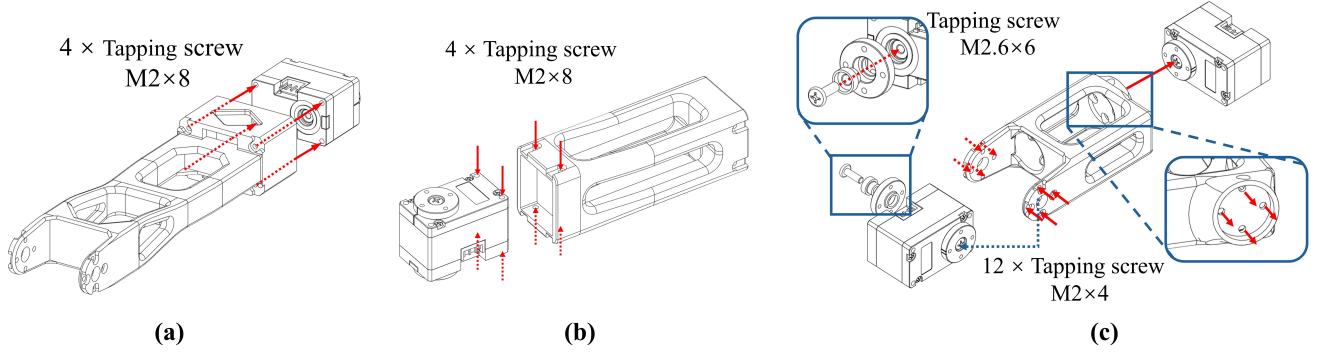 4 × Tapping screw
M2×8
(a)
4 × Tapping screw
M2×8
(b)
Tapping screw
M2.6×6
12 × Tapping screw
M2×4
(c)